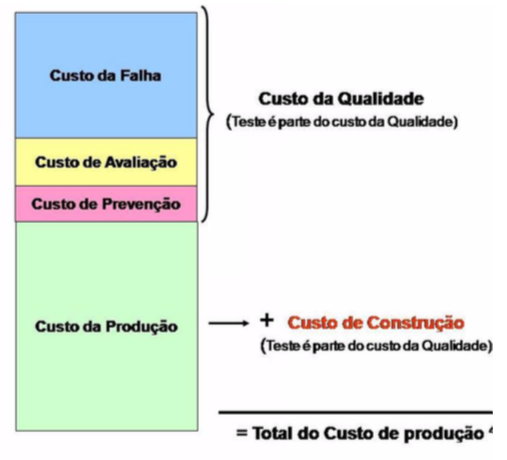 Custo da Falha
Custo da Qualidade
(Teste é parte do custo da Qualidade)
Custo de Avaliação
Custo de Prevenção
Custo da Produção
+ Custo de Construção
(Teste é parte do custo da Qualidade)
= Total do Custo de produção